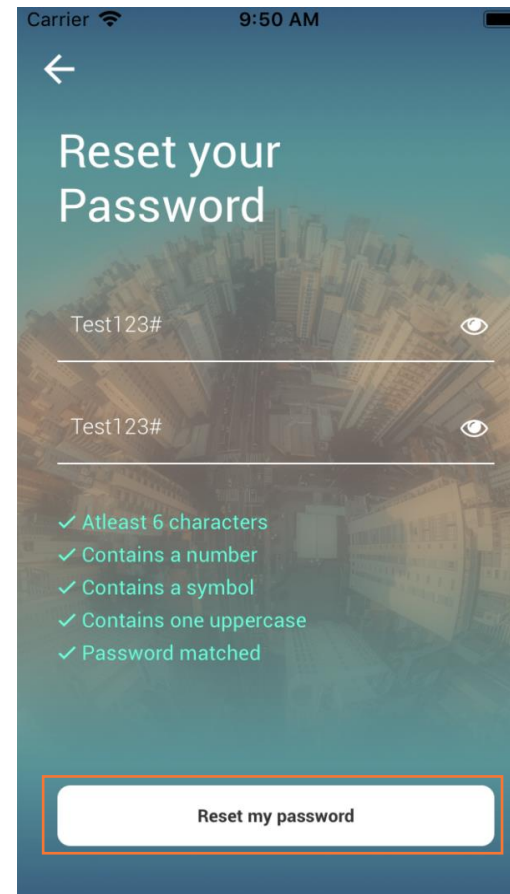 Carrier 9:50 AM
Reset your
Password
Test123#
Test123#
✓ Atleast 6 characters
✓ Contains a number
✓ Contains a symbol
✓ Contains one uppercase
✓ Password matched
Reset my password